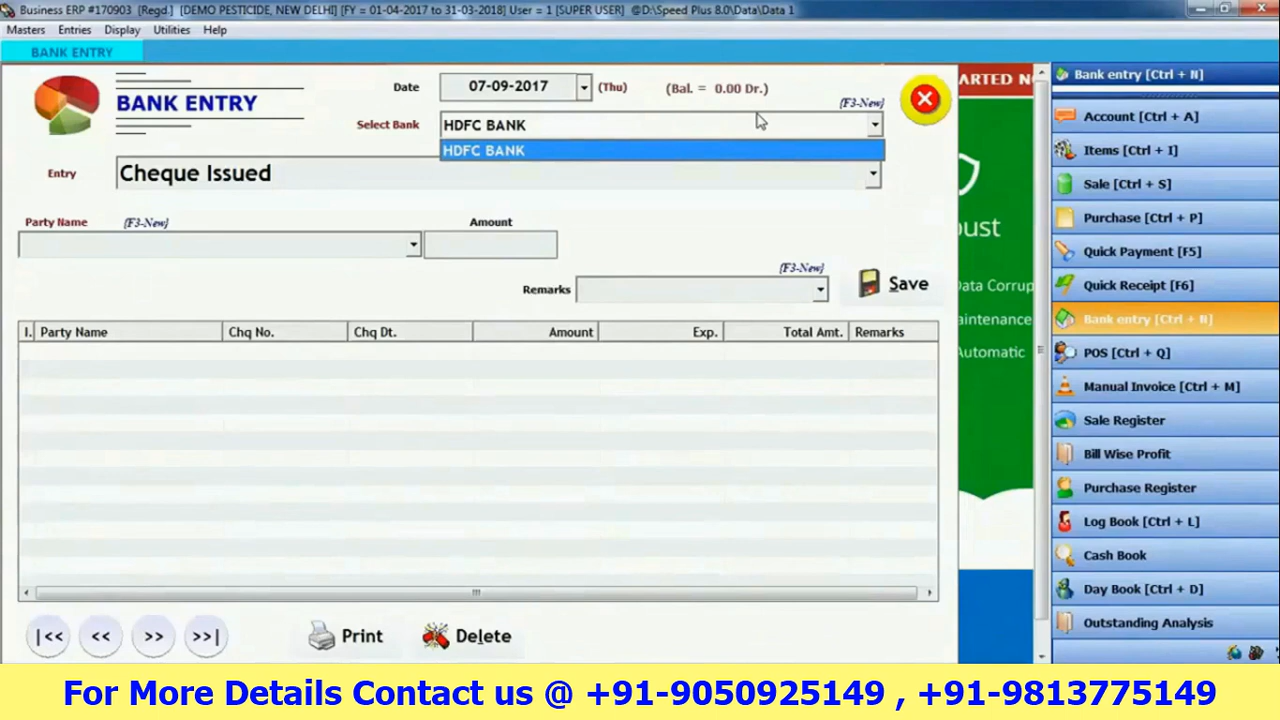 Business ERP #170903 [Regd.] [DEMO PESTICIDE, NEW DELHI] [FY = 01-04-2017 to 31-03-2018] User = 1 [SUPER USER] @D:\Speed Plus 8.0\Data\Data 1
Masters Entries Display Utilities Help
BANK ENTRY
BANK ENTRY
Date 07-09-2017 (Thu) (Bal. = 0.00 Dr.)
{F3-New}
Select Bank HDFC BANK
HDFC BANK
Entry Cheque Issued
Party Name {F3-New} Amount
{F3-New}
Remarks Save
I. Party Name Chq No. Chq Dt. Amount Exp. Total Amt. Remarks
|<< << >> >>| Print Delete
ARTED N
oust
Data Corrup
aintenance
Automatic
Bank entry [Ctrl + N]
Account [Ctrl + A]
Items [Ctrl + I]
Sale [Ctrl + S]
Purchase [Ctrl + P]
Quick Payment [F5]
Quick Receipt [F6]
Bank entry [Ctrl + N]
POS [Ctrl + Q]
Manual Invoice [Ctrl + M]
Sale Register
Bill Wise Profit
Purchase Register
Log Book [Ctrl + L]
Cash Book
Day Book [Ctrl + D]
Outstanding Analysis
For More Details Contact us @ +91-9050925149 , +91-9813775149